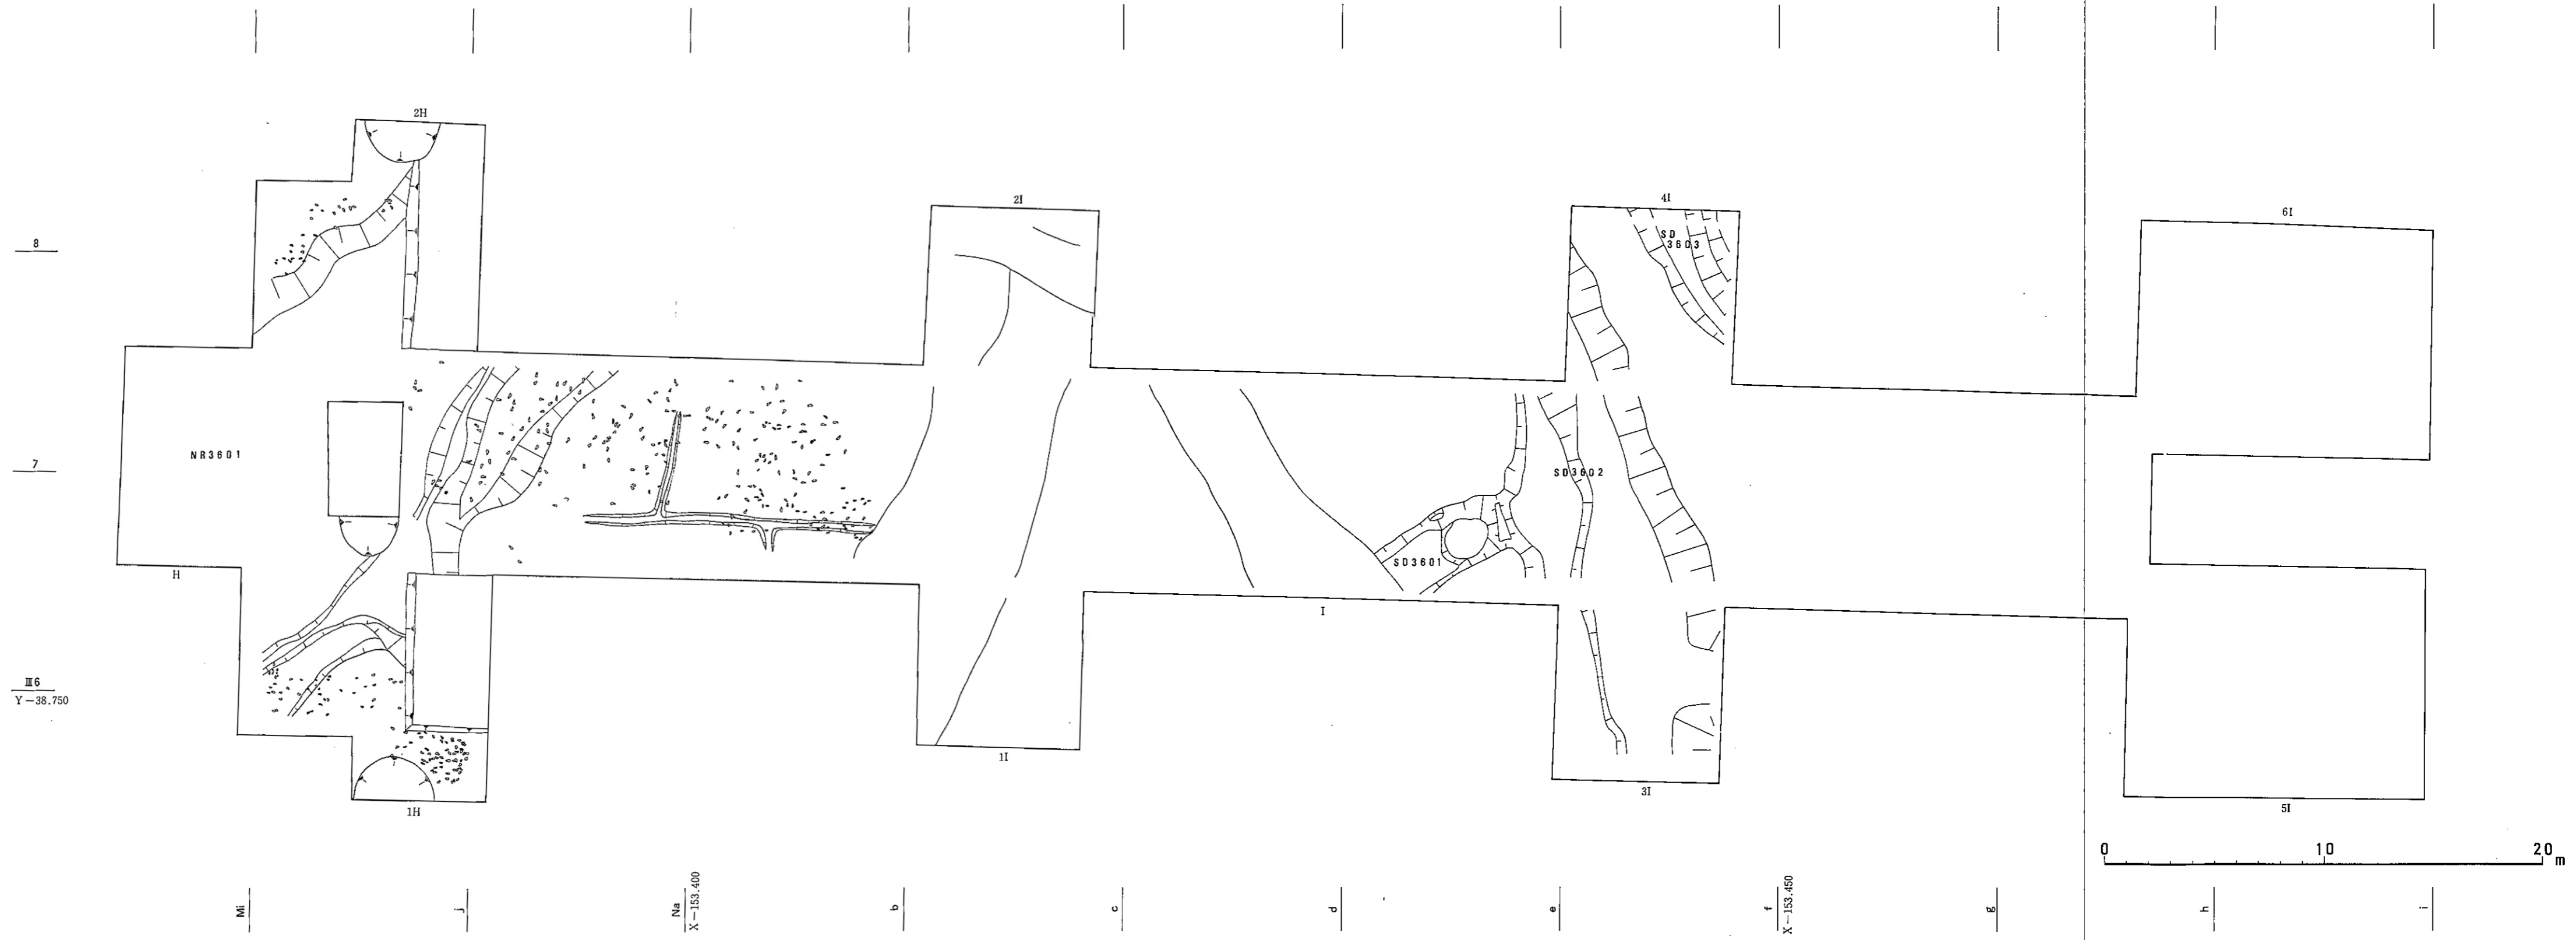 2H
2I
4I
6I
8
SD
3603
NR3601
7
SD3602
SD3601
H
I
Ⅲ6
Y−38.750
1I
3I
1H
5I
0 10 20 m
Mi
j
Na
X−153.400
b
c
d
e
f
X−153.450
g
h
i